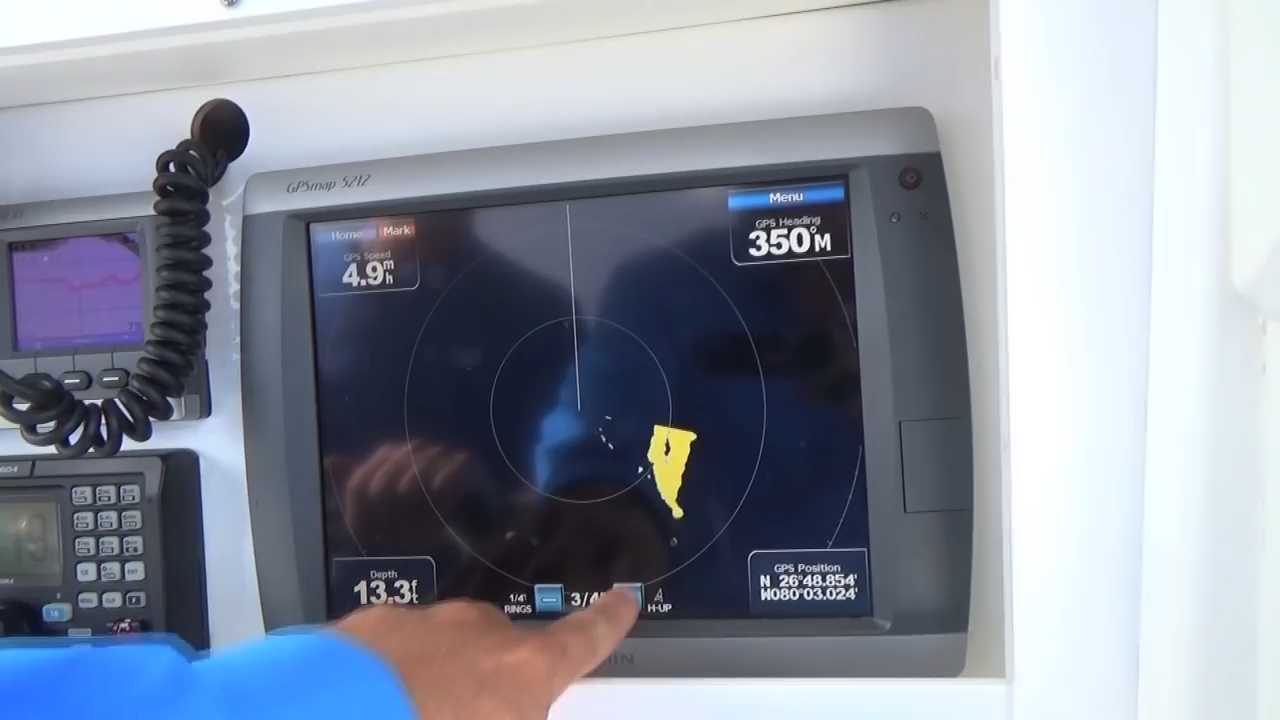 GPSmap 5212
Home Mark
Menu
GPS Speed
4.9 m/h
GPS Heading
350° M
Depth
13.3 ft
1/4
RINGS
3/4
H-UP
GPS Position
N 26°48.854'
W080°03.024'